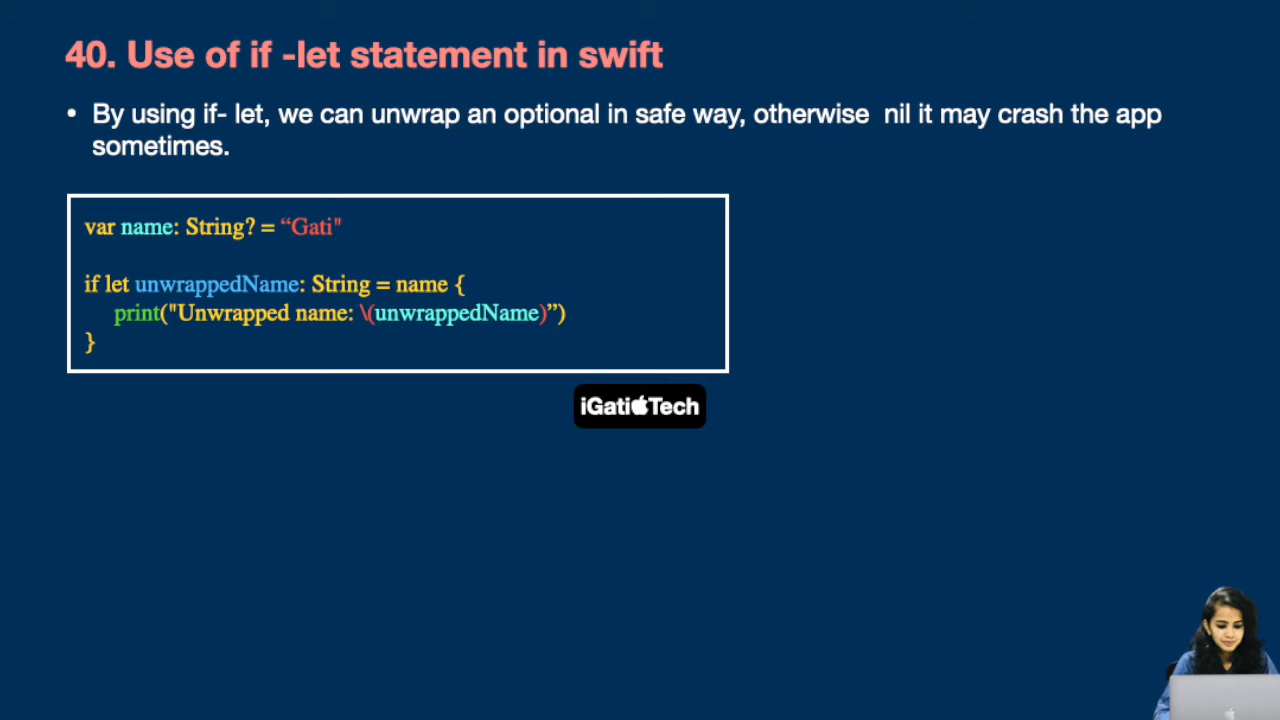 40. Use of if -let statement in swift
• By using if- let, we can unwrap an optional in safe way, otherwise  nil it may crash the app
sometimes.
var name: String? = “Gati"
if let unwrappedName: String = name {
print("Unwrapped name: \(unwrappedName)”)
}
iGatiTech